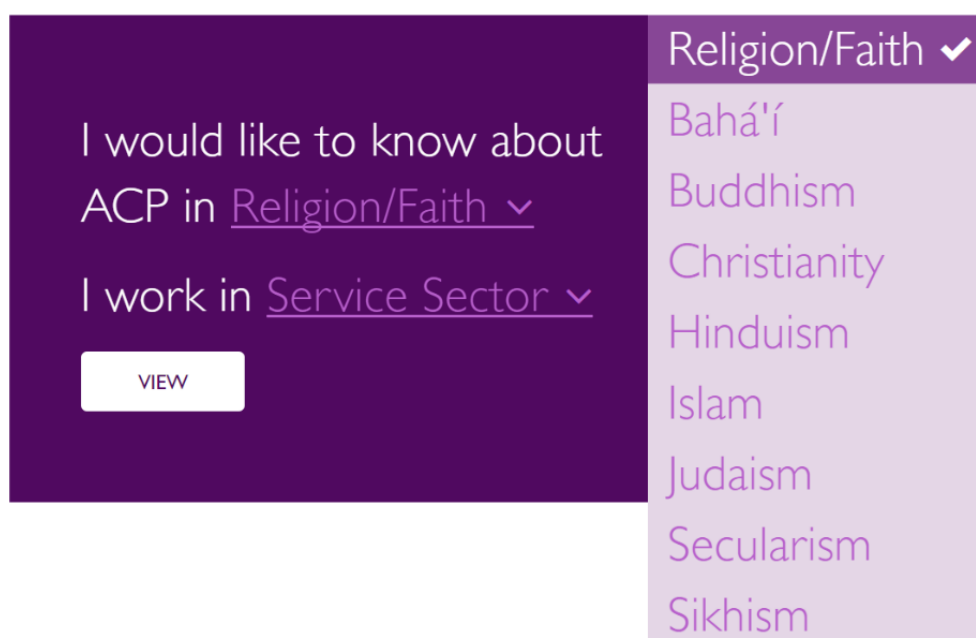 I would like to know about
ACP in Religion/Faith
I work in Service Sector
VIEW
Religion/Faith
Bahá'í
Buddhism
Christianity
Hinduism
Islam
Judaism
Secularism
Sikhism